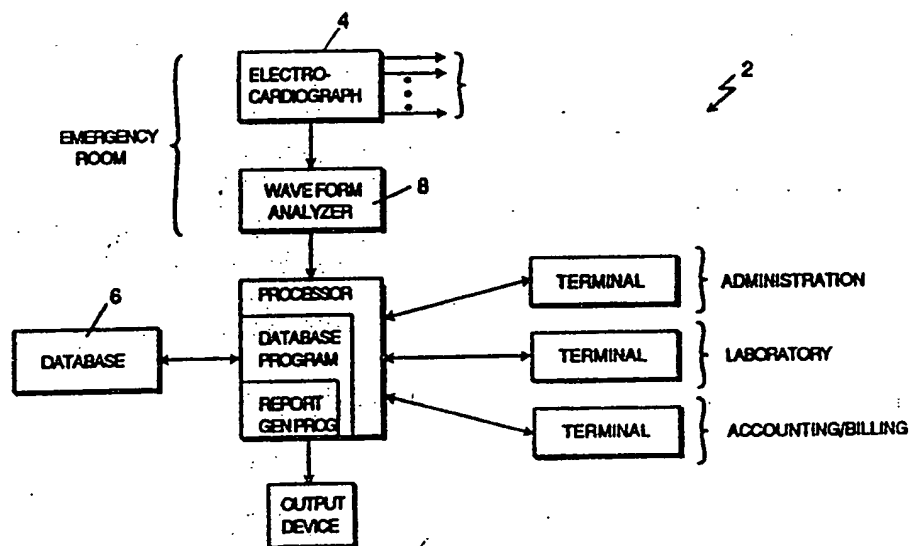 4
ELECTRO-
CARDIOGRAPH
2
EMERGENCY
ROOM
WAVE FORM
ANALYZER
8
PROCESSOR
DATABASE
PROGRAM
REPORT
GEN PROG
6
DATABASE
TERMINAL
ADMINISTRATION
TERMINAL
LABORATORY
TERMINAL
ACCOUNTING/BILLING
OUTPUT
DEVICE